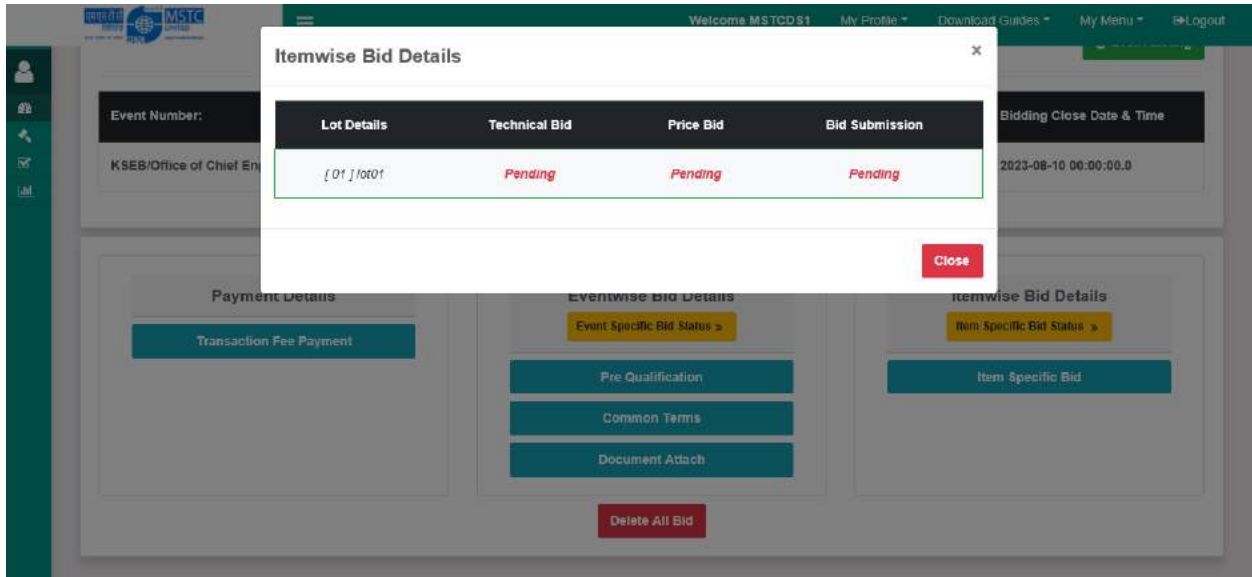 MSTC
LIMITED
Welcome MSTCDS1
My Profile
Download Guides
My Menu
Logout
Itemwise Bid Details
×
Event Number:
Bidding Close Date & Time
Lot Details Technical Bid Price Bid Bid Submission
KSEB/Office of Chief
2023-08-10 00:00:00.0
[ 01 ] lot01 Pending Pending Pending
Close
Payment Details
Eventwise Bid Details
Itemwise Bid Details
Event Specific Bid Status »
Item Specific Bid Status »
Transaction Fee Payment
Pre Qualification
Item Specific Bid
Common Terms
Document Attach
Delete All Bid